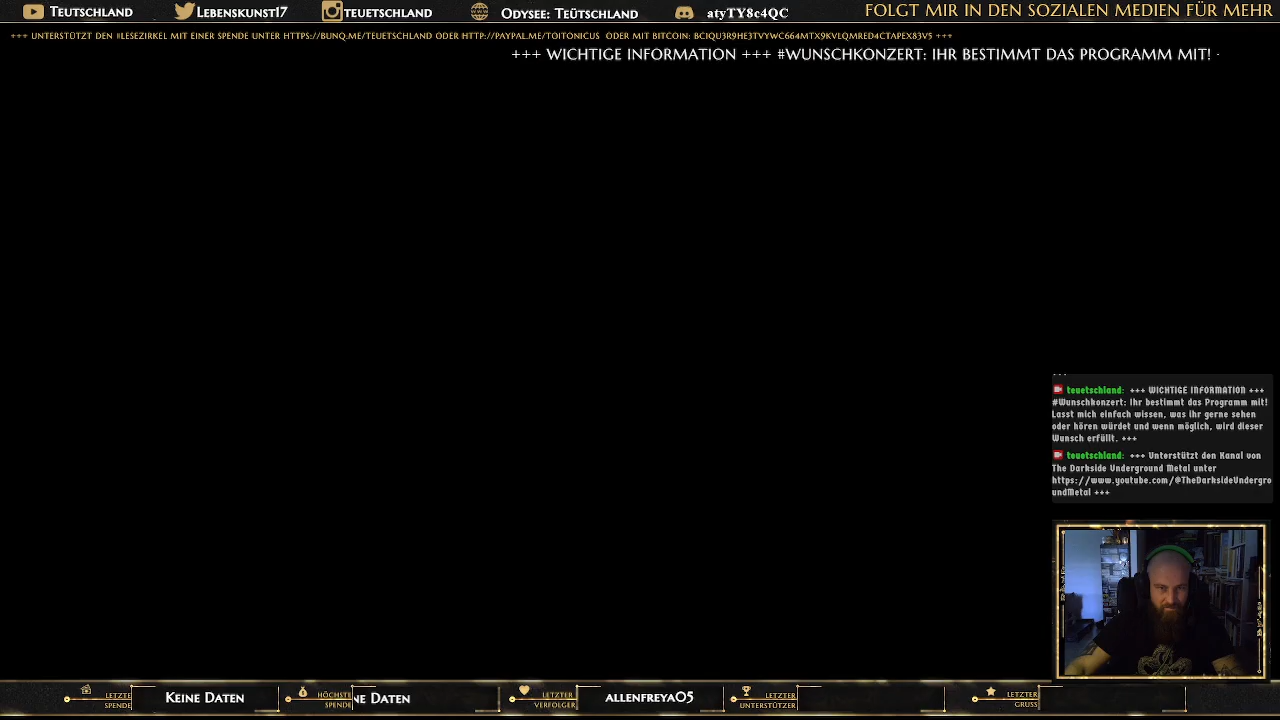 Teutschland Lebenskunst17 teuetschland Odysee: Teütschland atyTY8c4QC FOLGT MIR IN DEN SOZIALEN MEDIEN FÜR MEHR
+++ UNTERSTÜTZT DEN #LESEZIRKEL MIT EINER SPENDE UNTER HTTPS://BUNQ.ME/TEUETSCHLAND ODER HTTP://PAYPAL.ME/TOITONICUS ODER MIT BITCOIN: BC1QU3R9HE3TVYWC664MTX9KVLQMRED4CTAPEX83V5 +++
+++ WICHTIGE INFORMATION +++ #WUNSCHKONZERT: IHR BESTIMMT DAS PROGRAMM MIT!
+++
teuetschland: +++ WICHTIGE INFORMATION +++
#Wunschkonzert: Ihr bestimmt das Programm mit!
Lasst mich einfach wissen, was ihr gerne sehen
oder hören würdet und wenn möglich, wird dieser
Wunsch erfüllt. +++
teuetschland: +++ Unterstützt den Kanal von
The Darkside Underground Metal unter
https://www.youtube.com/@TheDarksideUndergro
undMetal +++
LETZTE SPENDE
Keine Daten
HÖCHSTE SPENDE
ne Daten
LETZTER VERFOLGER
allenfreya05
LETZTER UNTERSTÜTZER
LETZTER GRUSS